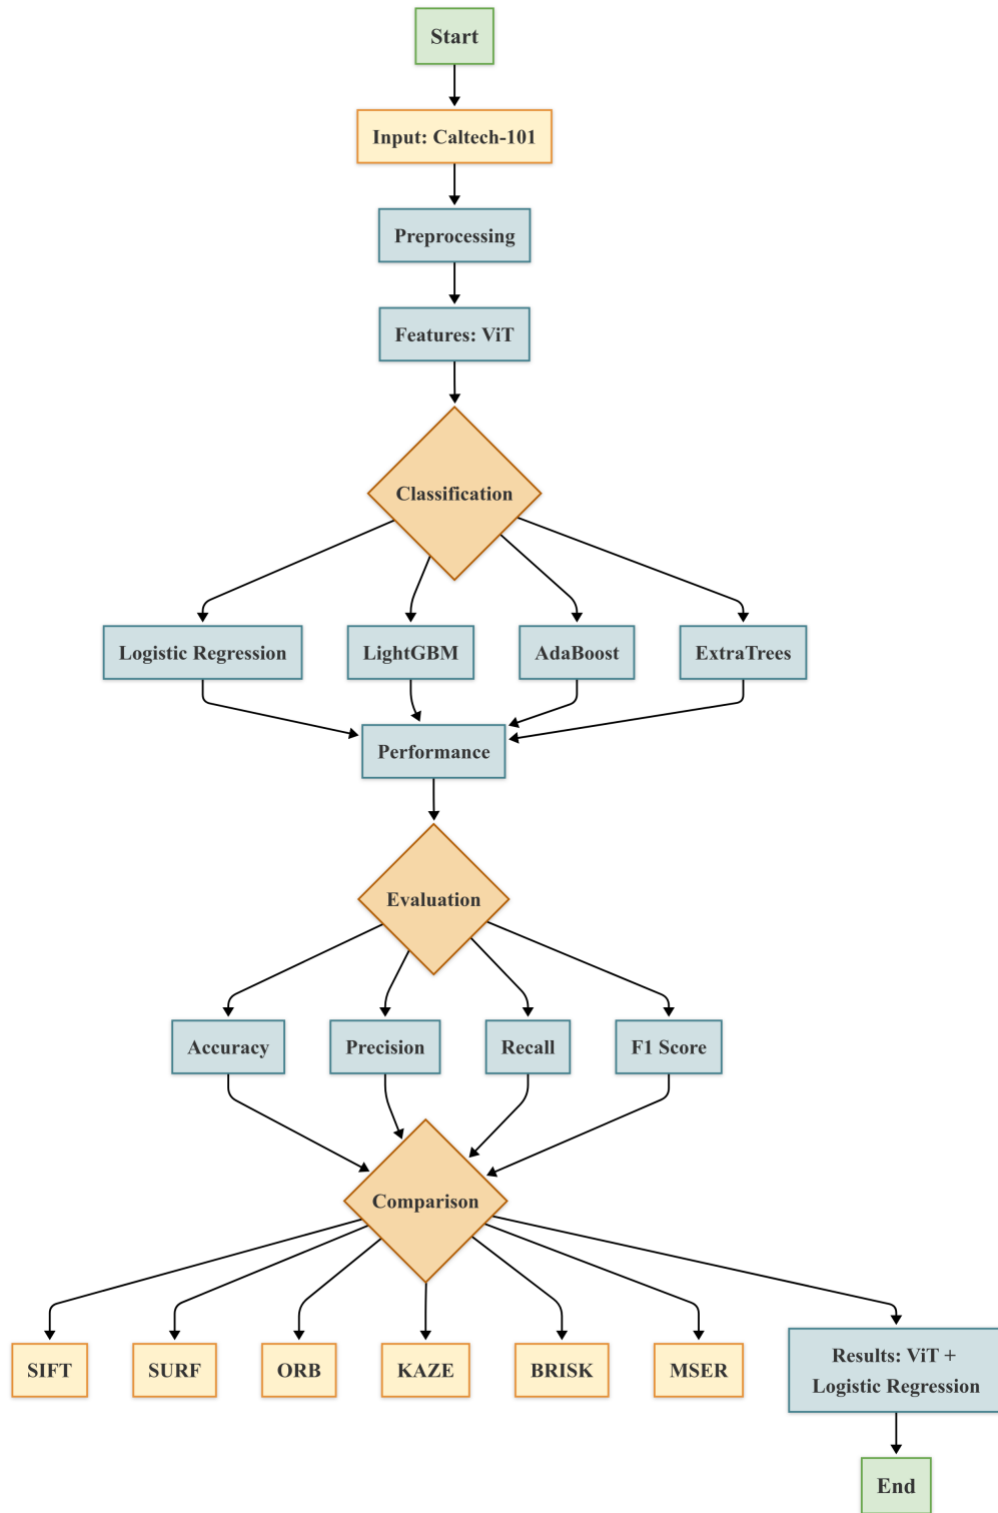 Start
Input: Caltech-101
Preprocessing
Features: ViT
Classification
Logistic Regression
LightGBM
AdaBoost
ExtraTrees
Performance
Evaluation
Accuracy
Precision
Recall
F1 Score
Comparison
SIFT
SURF
ORB
KAZE
BRISK
MSER
Results: ViT +
Logistic Regression
End